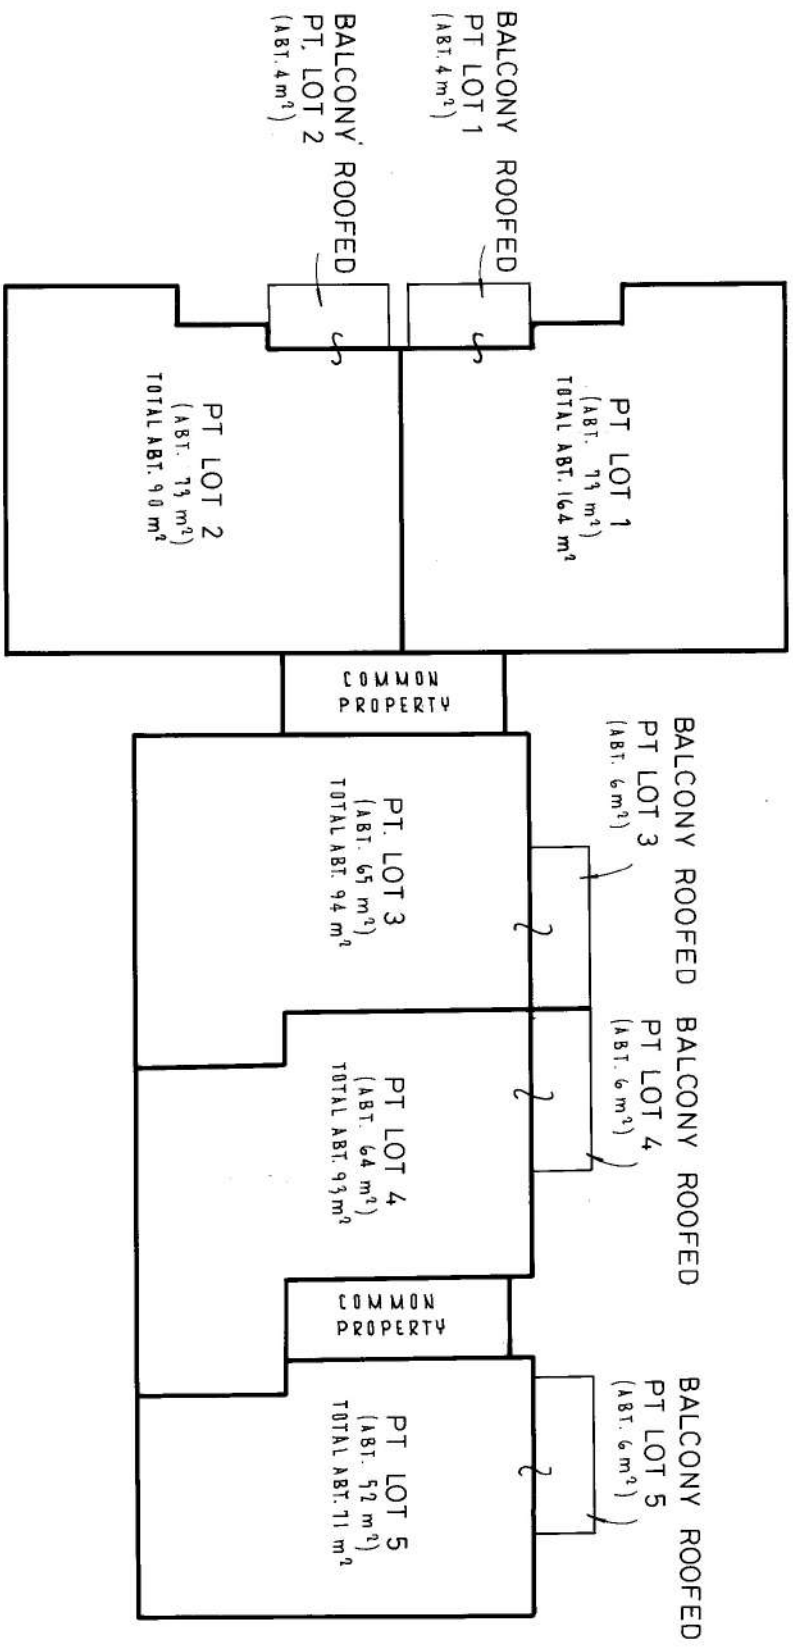 BALCONY ROOFED
PT LOT 1
(ABT. 4 m²)
BALCONY ROOFED
PT. LOT 2
(ABT. 4 m²)
PT LOT 1
(ABT. 73 m²)
TOTAL ABT. 164 m²
PT LOT 2
(ABT. 73 m²)
TOTAL ABT. 90 m²
COMMON
PROPERTY
BALCONY ROOFED
PT LOT 3
(ABT. 6 m²)
PT. LOT 3
(ABT. 65 m²)
TOTAL ABT. 94 m²
BALCONY ROOFED
PT LOT 4
(ABT. 6 m²)
PT LOT 4
(ABT. 64 m²)
TOTAL ABT. 93 m²
COMMON
PROPERTY
BALCONY ROOFED
PT LOT 5
(ABT. 6 m²)
PT LOT 5
(ABT. 52 m²)
TOTAL ABT. 71 m²